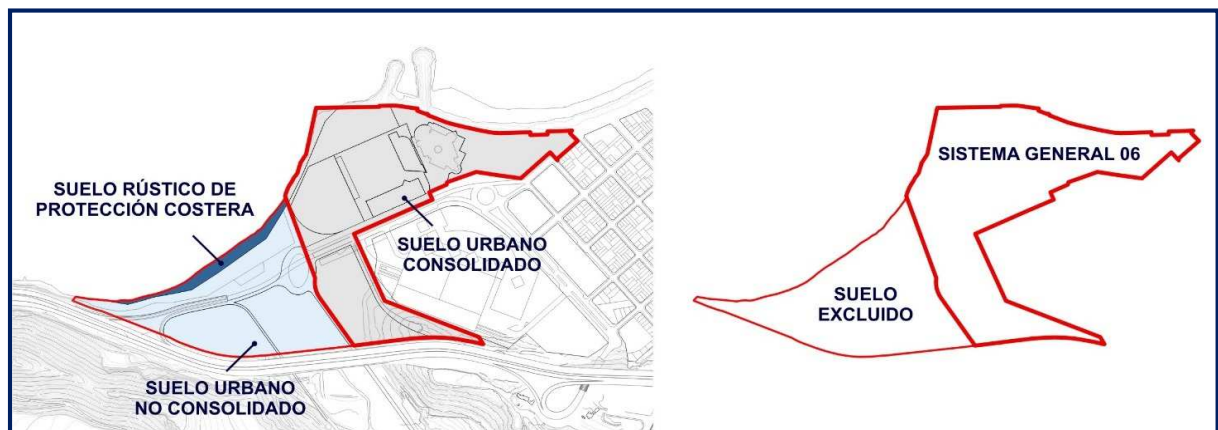 SUELO RÚSTICO DE
PROTECCIÓN COSTERA
SUELO URBANO
CONSOLIDADO
SUELO URBANO
NO CONSOLIDADO
SISTEMA GENERAL 06
SUELO
EXCLUIDO